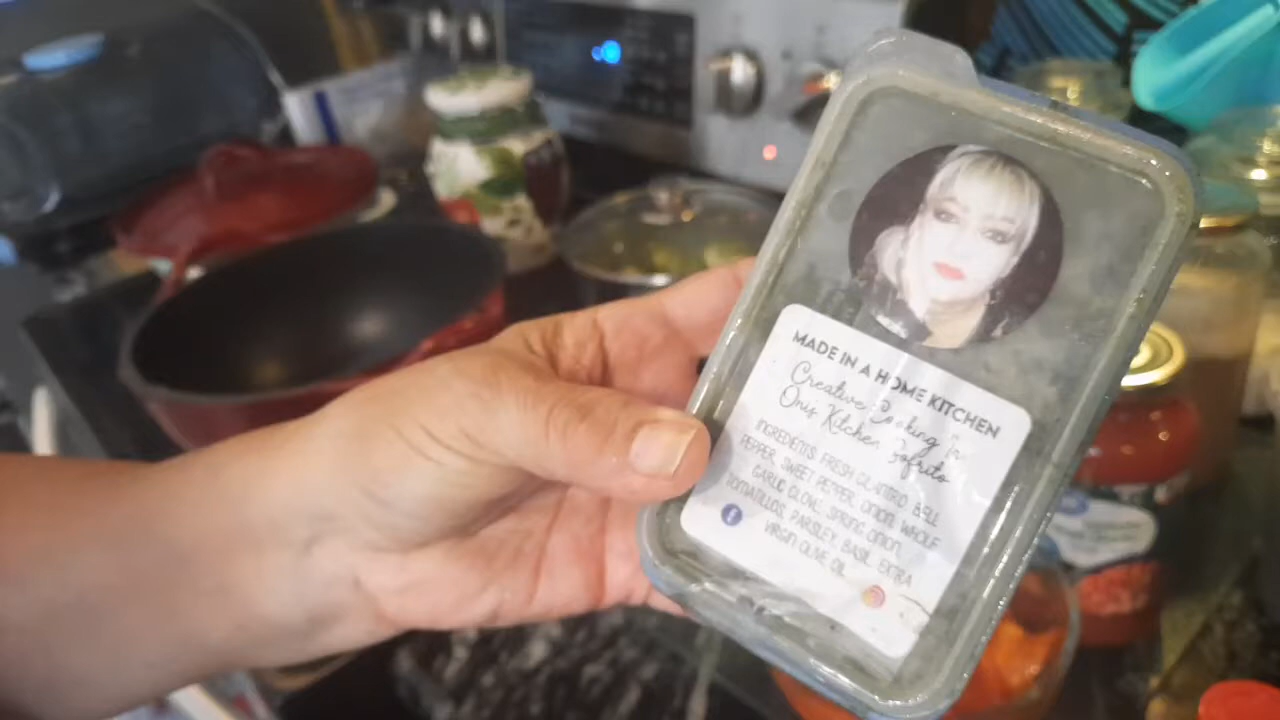 MADE IN A HOME KITCHEN
Creative Cooking In
Onis Kitchen Sofrito
INGREDIENTS: FRESH CILANTRO, BELL
PEPPER, SWEET PEPPER, ONION, WHOLE
GARLIC CLOVE, SPRING ONION,
TOMATILLOS, PARSLEY, BASIL, EXTRA
VIRGIN OLIVE OIL
f